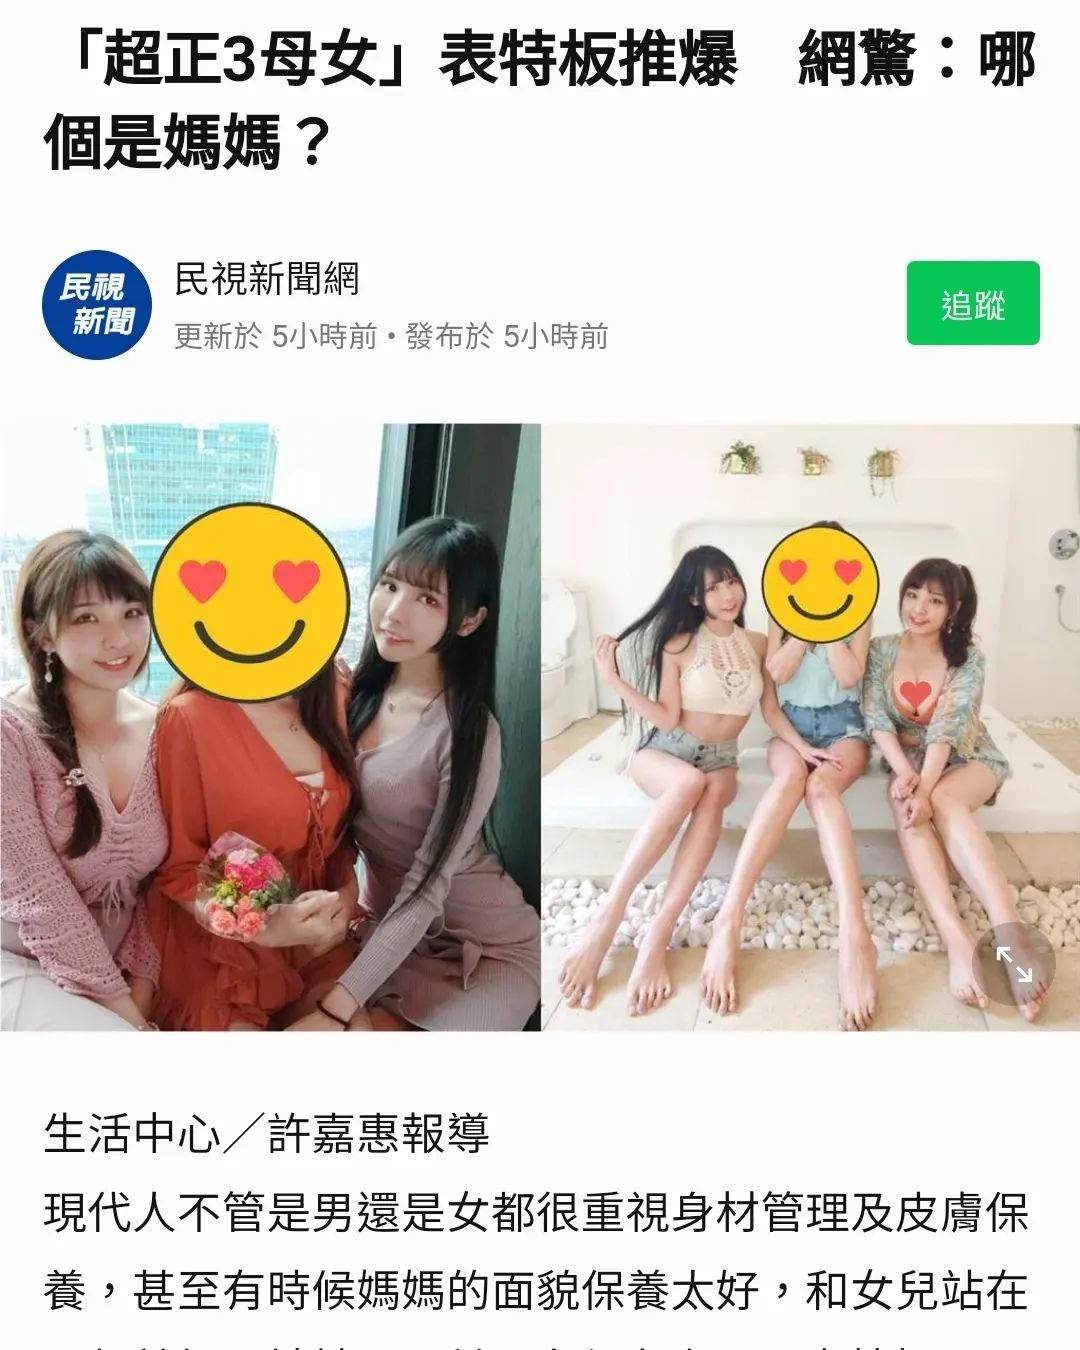 「超正3母女」表特板推爆　網驚：哪
個是媽媽？
民視
新聞
民視新聞網
更新於 5小時前 • 發布於 5小時前
追蹤
生活中心／許嘉惠報導
現代人不管是男還是女都很重視身材管理及皮膚保
養，甚至有時候媽媽的面貌保養太好，和女兒站在